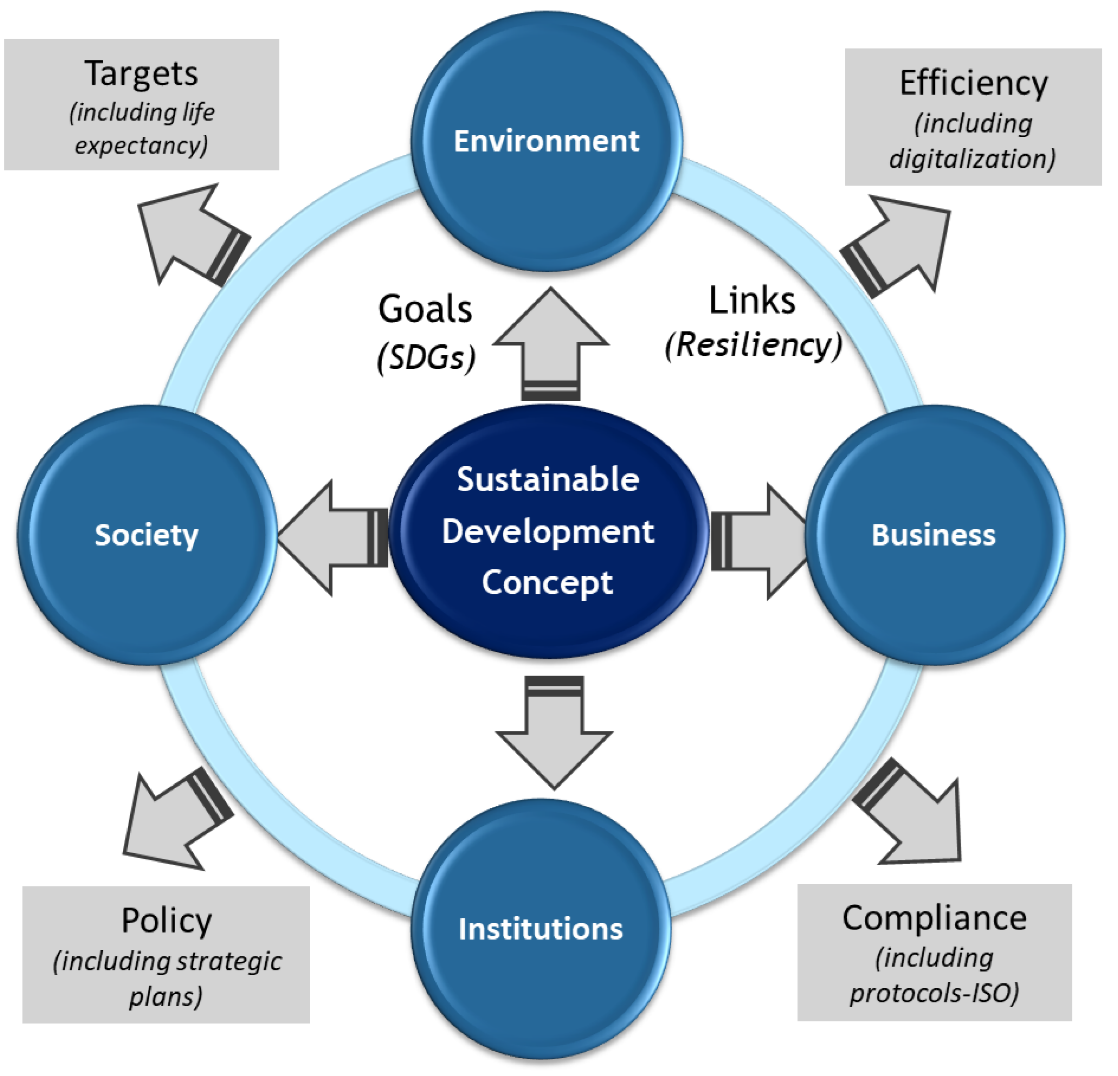 Targets
(including life
expectancy)
Efficiency
(including
digitalization)
Environment
Goals
(SDGs)
Links
(Resiliency)
Society
Sustainable
Development
Concept
Business
Policy
(including strategic
plans)
Institutions
Compliance
(including
protocols-ISO)